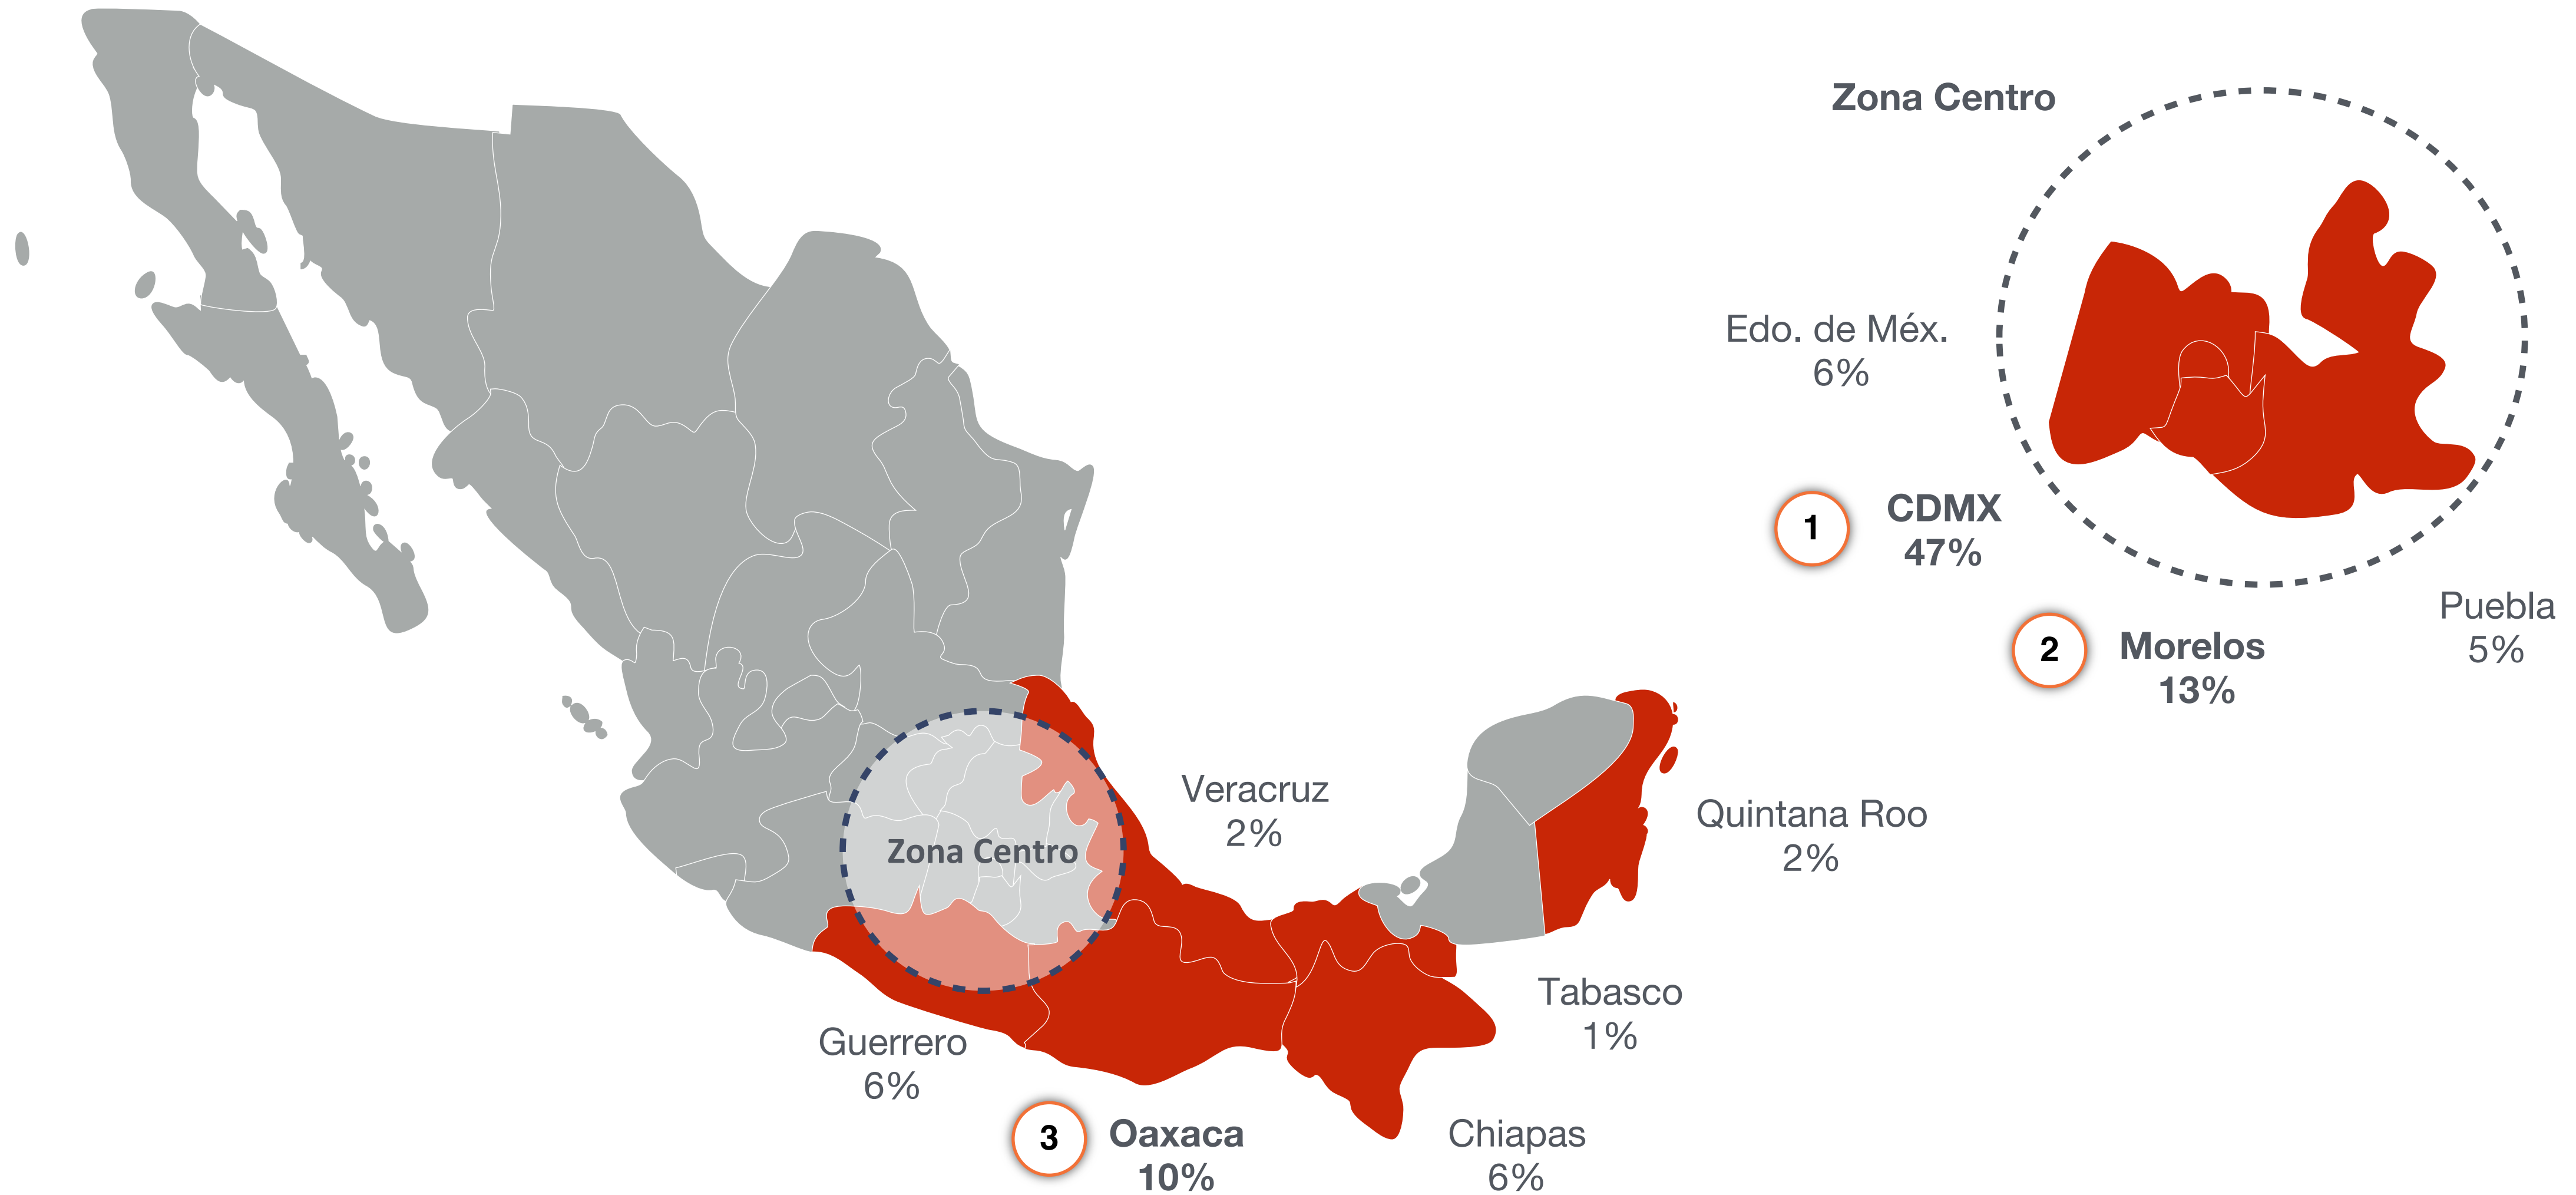 Zona Centro
Edo. de Méx.
6%
1
CDMX
47%
2
Morelos
13%
Puebla
5%
Zona Centro
Veracruz
2%
Quintana Roo
2%
Tabasco
1%
Guerrero
6%
3
Oaxaca
10%
Chiapas
6%